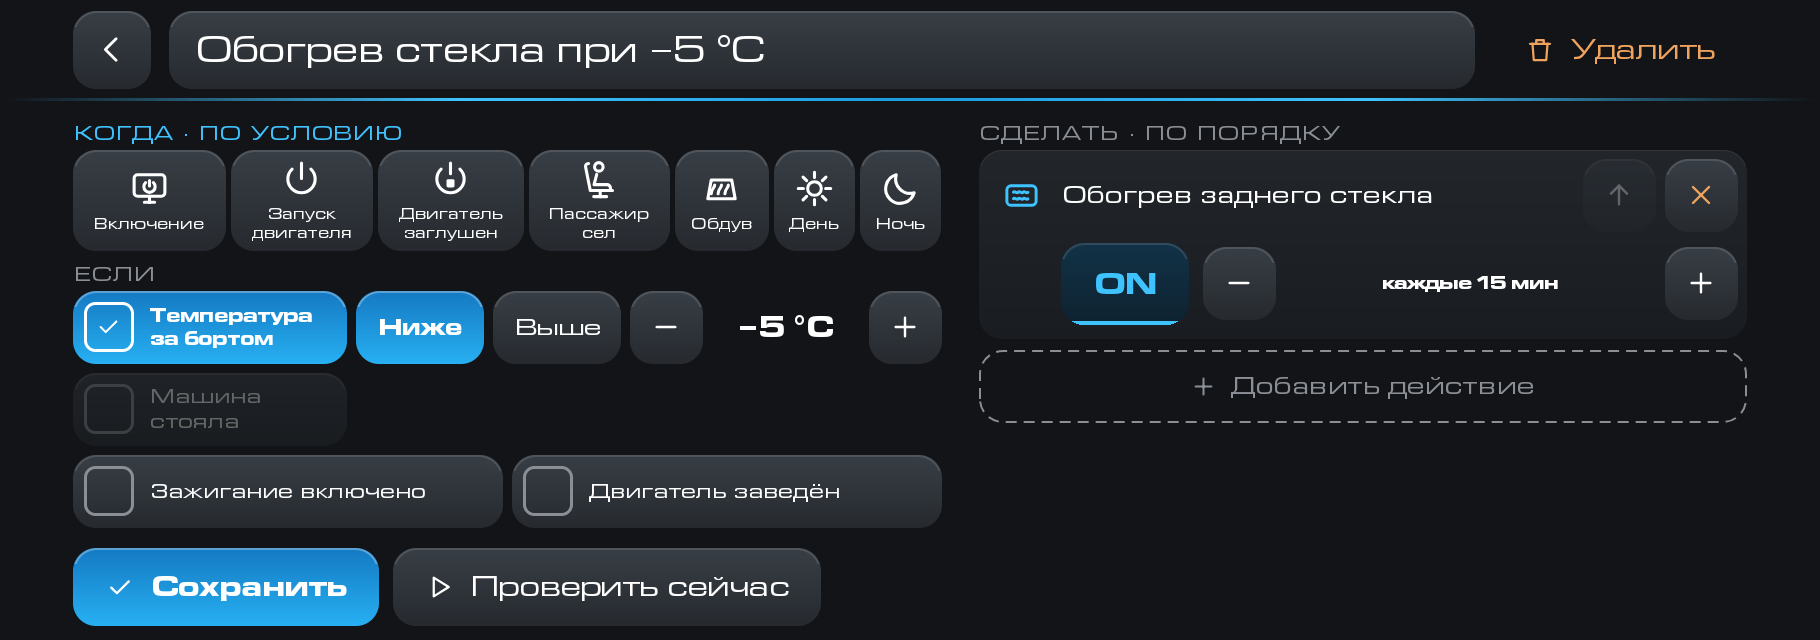 Обогрев стекла при −5 °C
Удалить
КОГДА · ПО УСЛОВИЮ
Включение
Запуск
двигателя
Двигатель
заглушен
Пассажир
сел
Обдув
День
Ночь
ЕСЛИ
Температура
за бортом
Ниже
Выше
−
−5 °C
+
Машина
стояла
Зажигание включено
Двигатель заведён
Сохранить
Проверить сейчас
СДЕЛАТЬ · ПО ПОРЯДКУ
Обогрев заднего стекла
ON
−
каждые 15 мин
+
+ Добавить действие